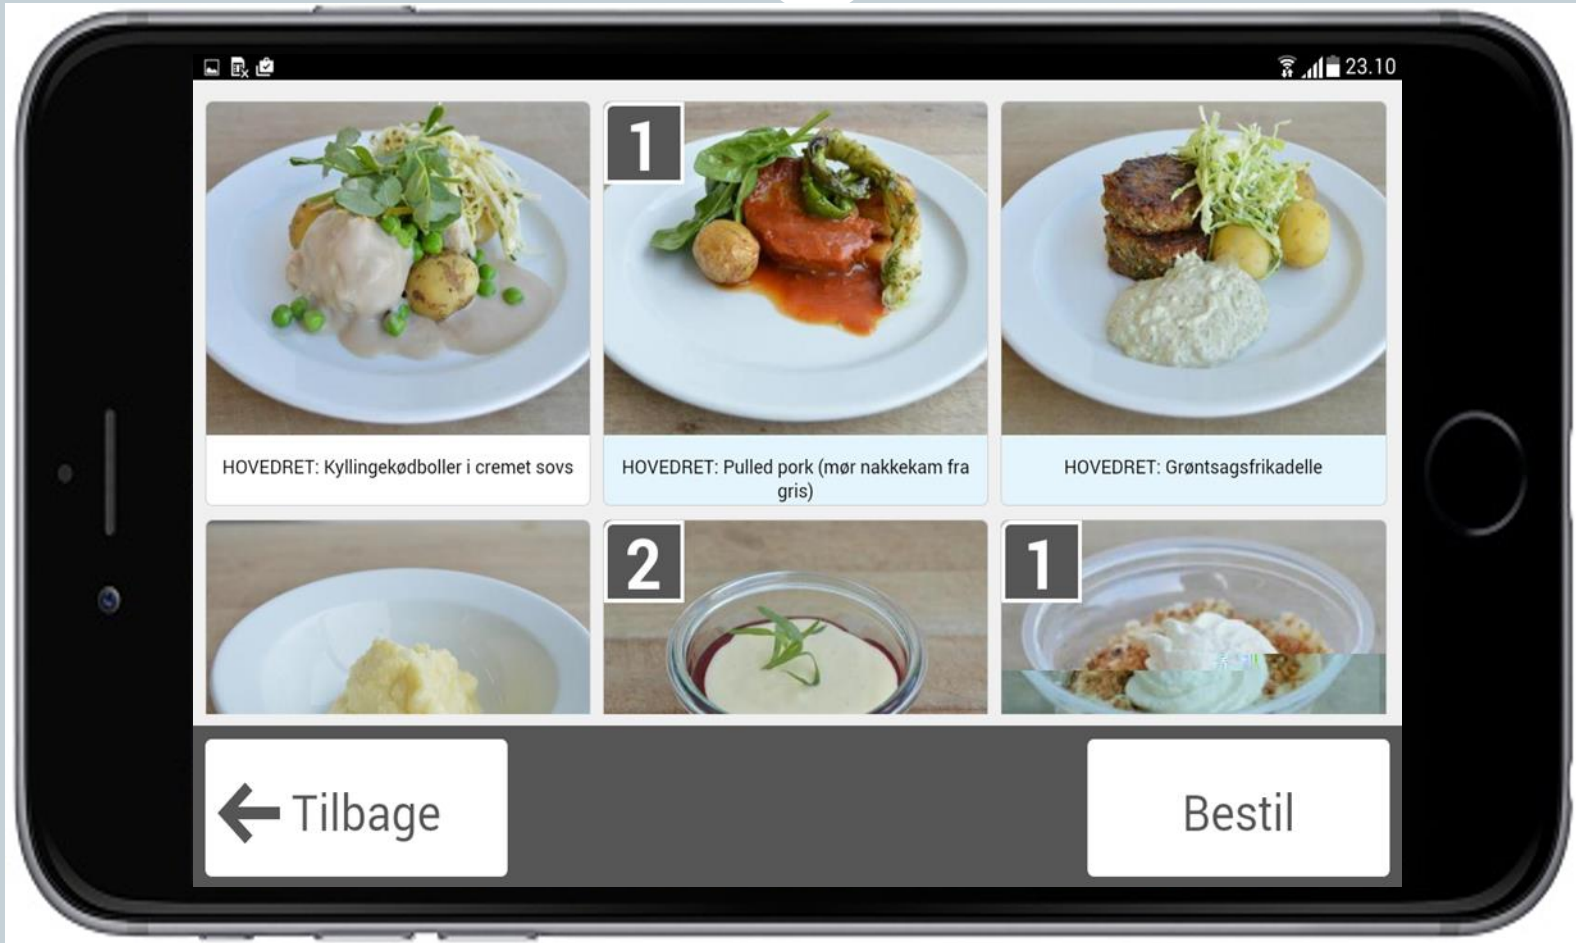 23.10
1
HOVEDRET: Kyllingekødboller i cremet sovs
HOVEDRET: Pulled pork (mør nakkekam fra
gris)
HOVEDRET: Grøntsagsfrikadelle
2
1
Tilbage
Bestil